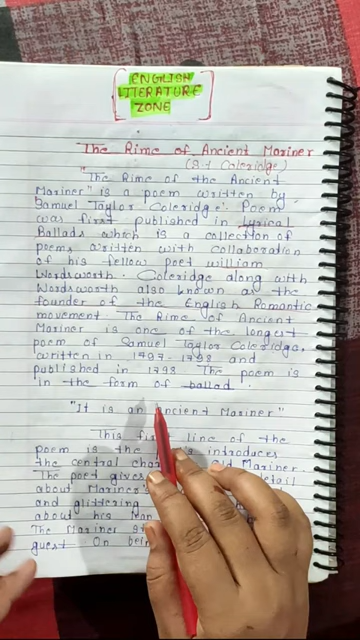 ENGLISH
LITERATURE
ZONE
The Rime of Ancient Mariner
(S.T Coleridge)
"The Rime of the Ancient
Mariner" is a poem written by
Samuel Taylor Coleridge. Poem
was first published in Lyrical
Ballads which is a collection of
poems written with collaboration
of his fellow poet william
Wordsworth. Coleridge along with
Wordsworth also known as the
founder of the English Romantic
movement The Rime of Ancient
Mariner is one of the longest
poem of Samuel Taylor Coleridge,
written in 1797-1798 and
published in 1798 The poem is
in the form of ballad.
"It is an Ancient Mariner"
This line of the
poem is the introduces
the central Mariner.
The poet gives detail
about
and glittering
about his
The Mariner
guest On